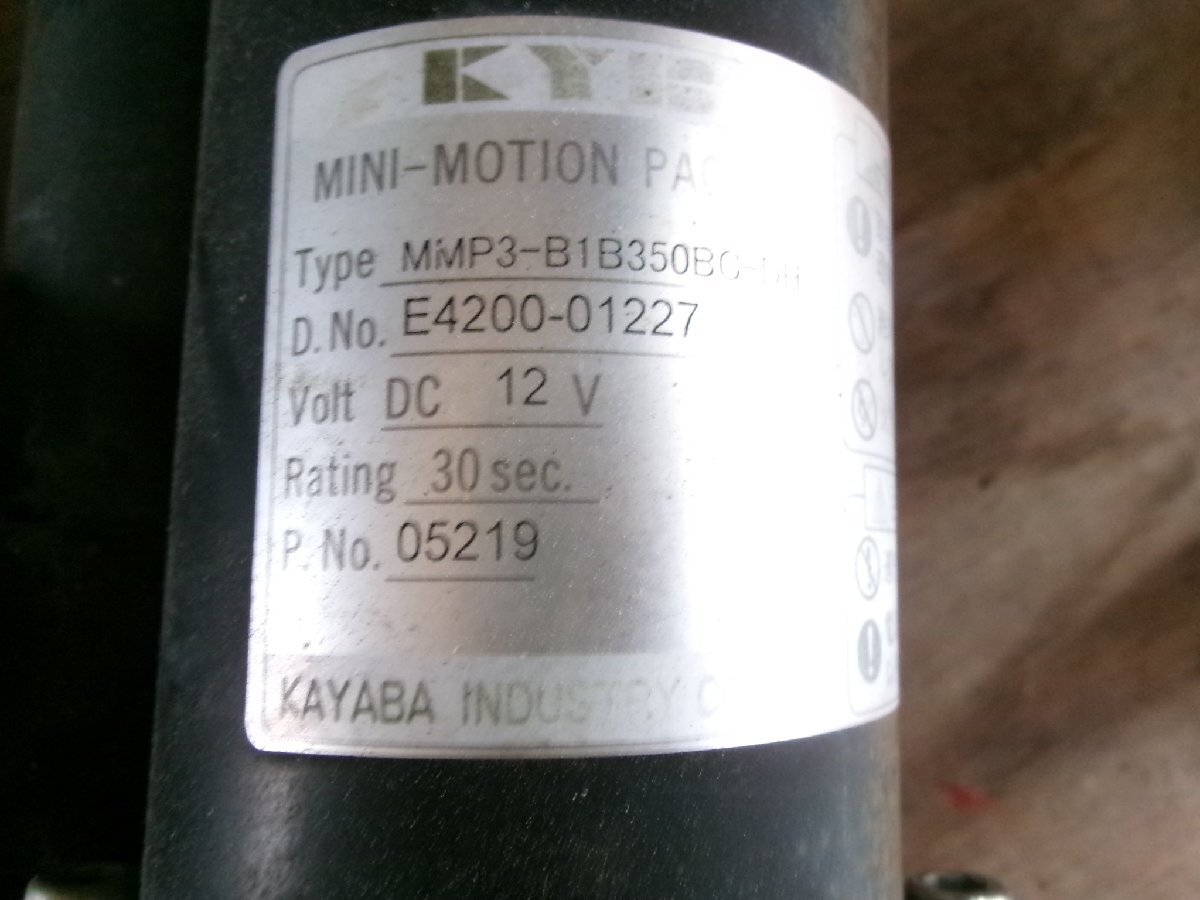 KYB
MINI-MOTION
Type MMP3-B1B350BC-DH
D.No. E4200-01227
Volt DC 12 V
Rating 30 sec.
P.No. 05219
KAYABA INDUSTRY